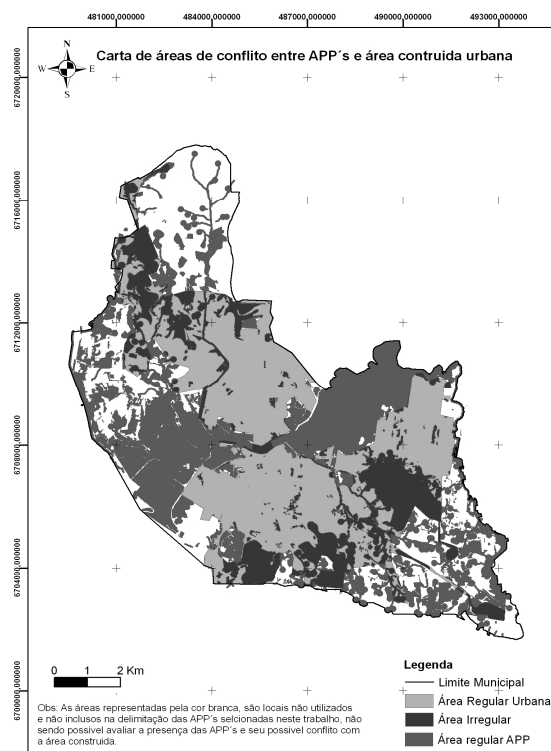 481000,000000 484000,000000 487000,000000 490000,000000 493000,000000
Carta de áreas de conflito entre APP´s e área contruida urbana
N
W E
S
6720000,000000
6716000,000000
6712000,000000
6708000,000000
6704000,000000
6700000,000000
0 1 2 Km
Obs: As áreas representadas pela cor branca, são locais não utilizados
e não inclusos na delimitação das APP´s selcionadas neste trabalho, não
sendo possivel avaliar a presença das APP´s e seu possivel conflito com
a área construida.
Legenda
Limite Municipal
Área Regular Urbana
Área Irregular
Área regular APP